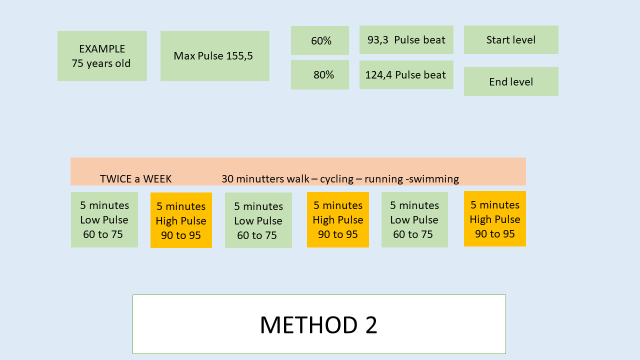 EXAMPLE
75 years old
Max Pulse 155,5
60%
93,3 Pulse beat
Start level
80%
124,4 Pulse beat
End level
TWICE a WEEK
30 minutters walk – cycling – running -swimming
5 minutes
Low Pulse
60 to 75
5 minutes
High Pulse
90 to 95
5 minutes
Low Pulse
60 to 75
5 minutes
High Pulse
90 to 95
5 minutes
Low Pulse
60 to 75
5 minutes
High Pulse
90 to 95
METHOD 2